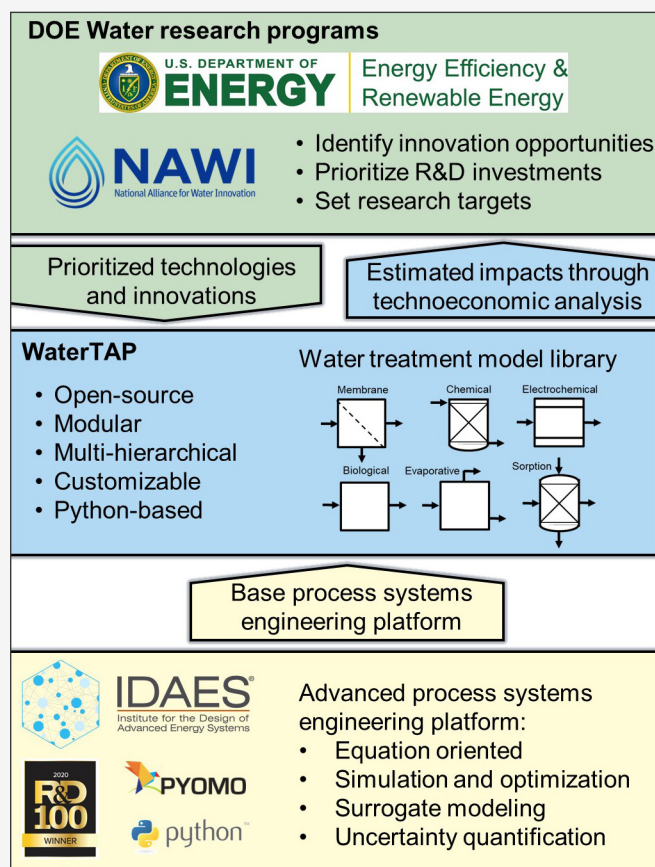 DOE Water research programs
U.S. DEPARTMENT OF
ENERGY
Energy Efficiency &
Renewable Energy
NAWI
National Alliance for Water Innovation
• Identify innovation opportunities
• Prioritize R&D investments
• Set research targets
Prioritized technologies
and innovations
Estimated impacts through
technoeconomic analysis
WaterTAP
• Open-source
• Modular
• Multi-hierarchical
• Customizable
• Python-based
Water treatment model library
Membrane
Chemical
Electrochemical
Biological
Evaporative
Sorption
Base process systems
engineering platform
IDAES®
Institute for the Design of
Advanced Energy Systems
2020
R&D
100
WINNER
PYOMO
python™
Advanced process systems
engineering platform:
• Equation oriented
• Simulation and optimization
• Surrogate modeling
• Uncertainty quantification